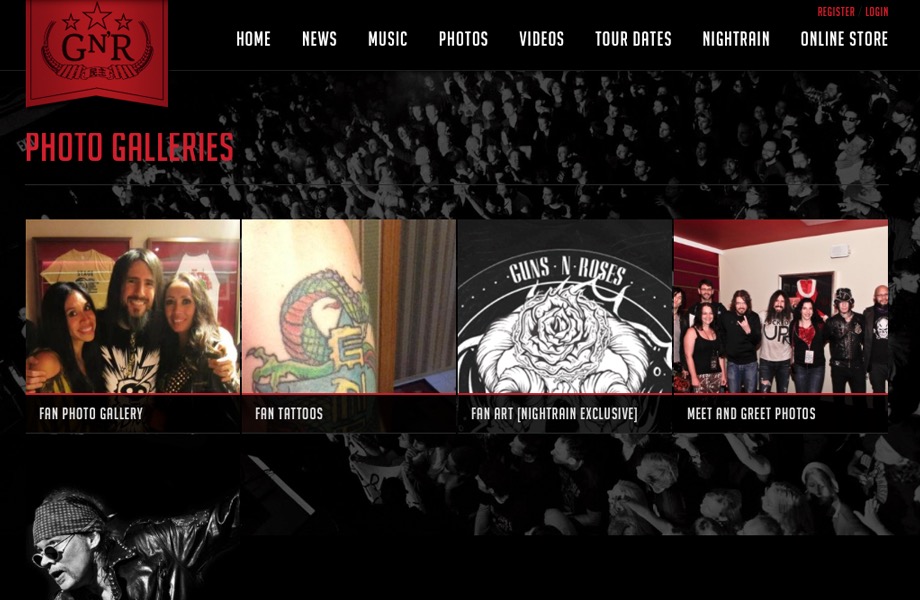 REGISTER / LOGIN
GN'R
HOME NEWS MUSIC PHOTOS VIDEOS TOUR DATES NIGHTRAIN ONLINE STORE
PHOTO GALLERIES
GUNS · N · ROSES
FAN PHOTO GALLERY
FAN TATTOOS
FAN ART [NIGHTRAIN EXCLUSIVE]
MEET AND GREET PHOTOS